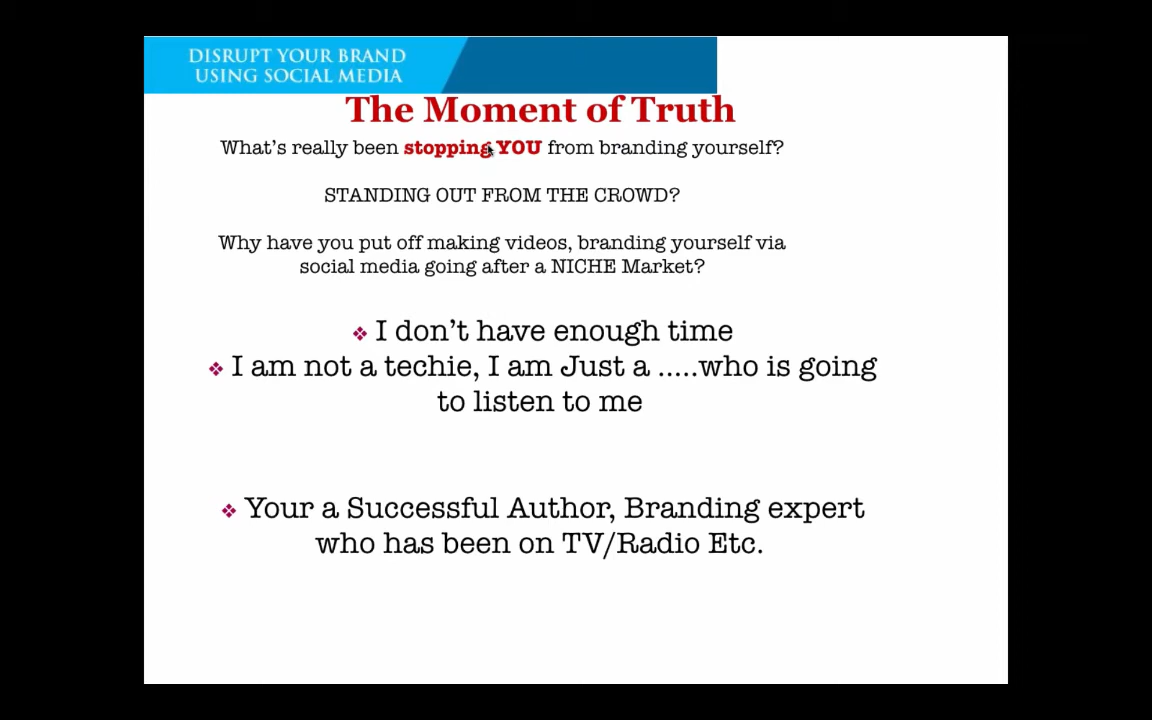 DISRUPT YOUR BRAND
USING SOCIAL MEDIA
The Moment of Truth
What's really been stopping YOU from branding yourself?
STANDING OUT FROM THE CROWD?
Why have you put off making videos, branding yourself via
social media going after a NICHE Market?
❖ I don't have enough time
❖ I am not a techie, I am Just a .....who is going
to listen to me
❖ Your a Successful Author, Branding expert
who has been on TV/Radio Etc.